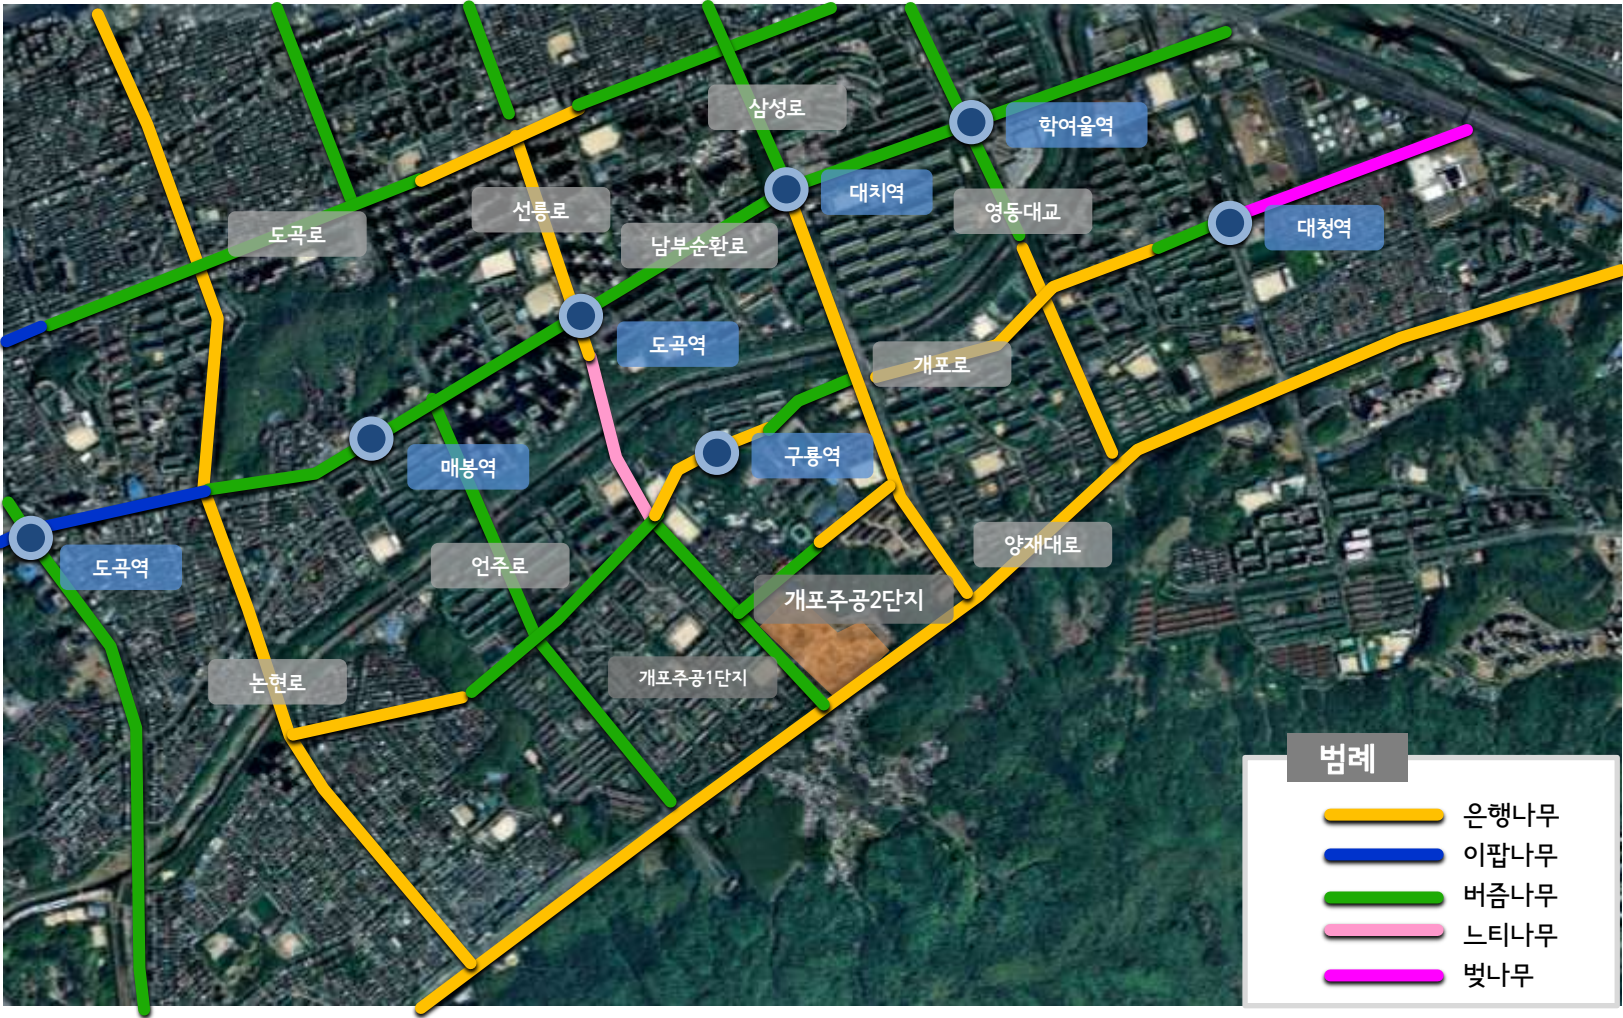 삼성로
학여울역
대치역
선릉로
영동대교
도곡로
대청역
남부순환로
도곡역
개포로
구룡역
매봉역
양재대로
언주로
도곡역
개포주공2단지
개포주공1단지
논현로
범례
은행나무
이팝나무
버즘나무
느티나무
벚나무